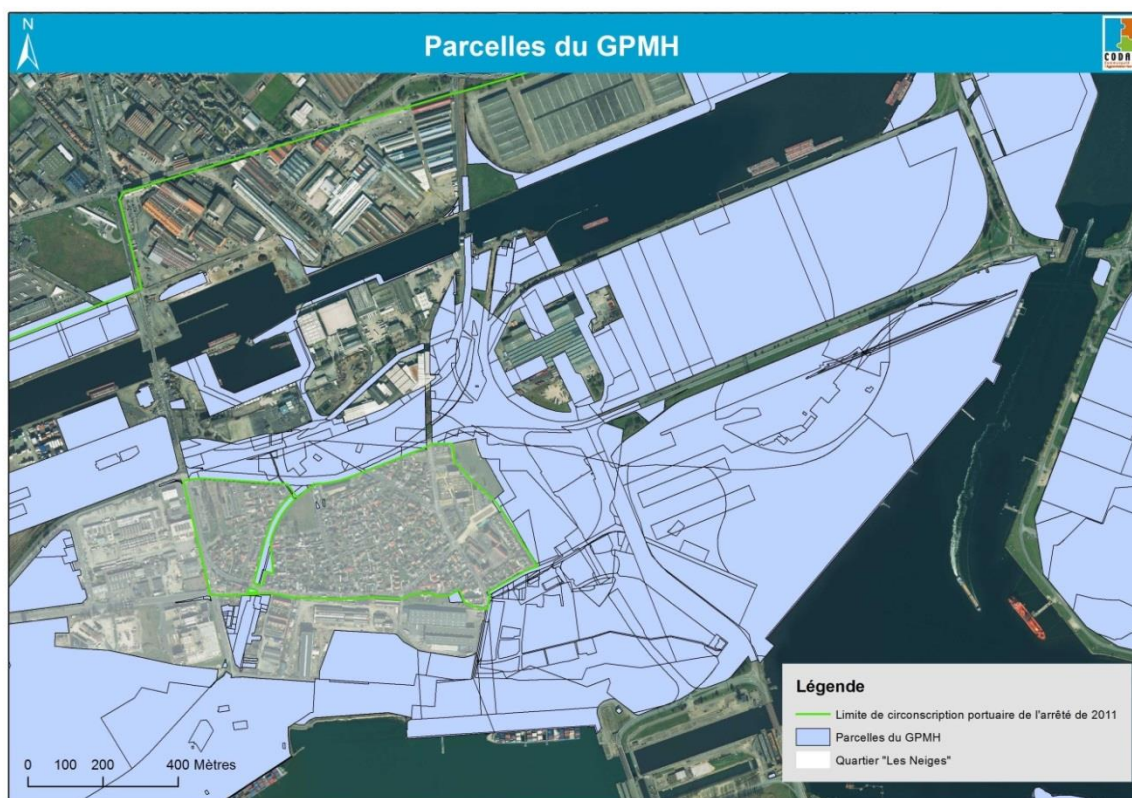 N
Parcelles du GPMH
CODA
Légende
Limite de circonscription portuaire de l'arrêté de 2011
Parcelles du GPMH
Quartier "Les Neiges"
0 100 200 400 Mètres